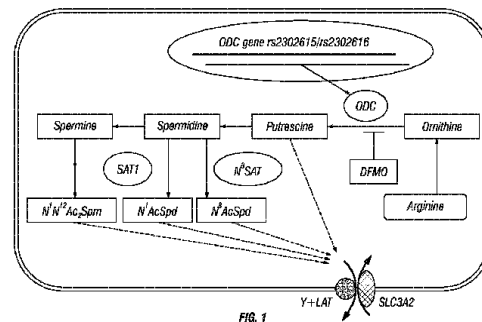 ODC gene rs2302615/rs2302616
ODC
Spermine
Spermidine
Putrescine
Ornithine
SAT1
N⁸SAT
DFMO
N¹N¹²Ac₂Spm
N¹AcSpd
N⁸AcSpd
Arginine
Y+LAT
SLC3A2
FIG. 1